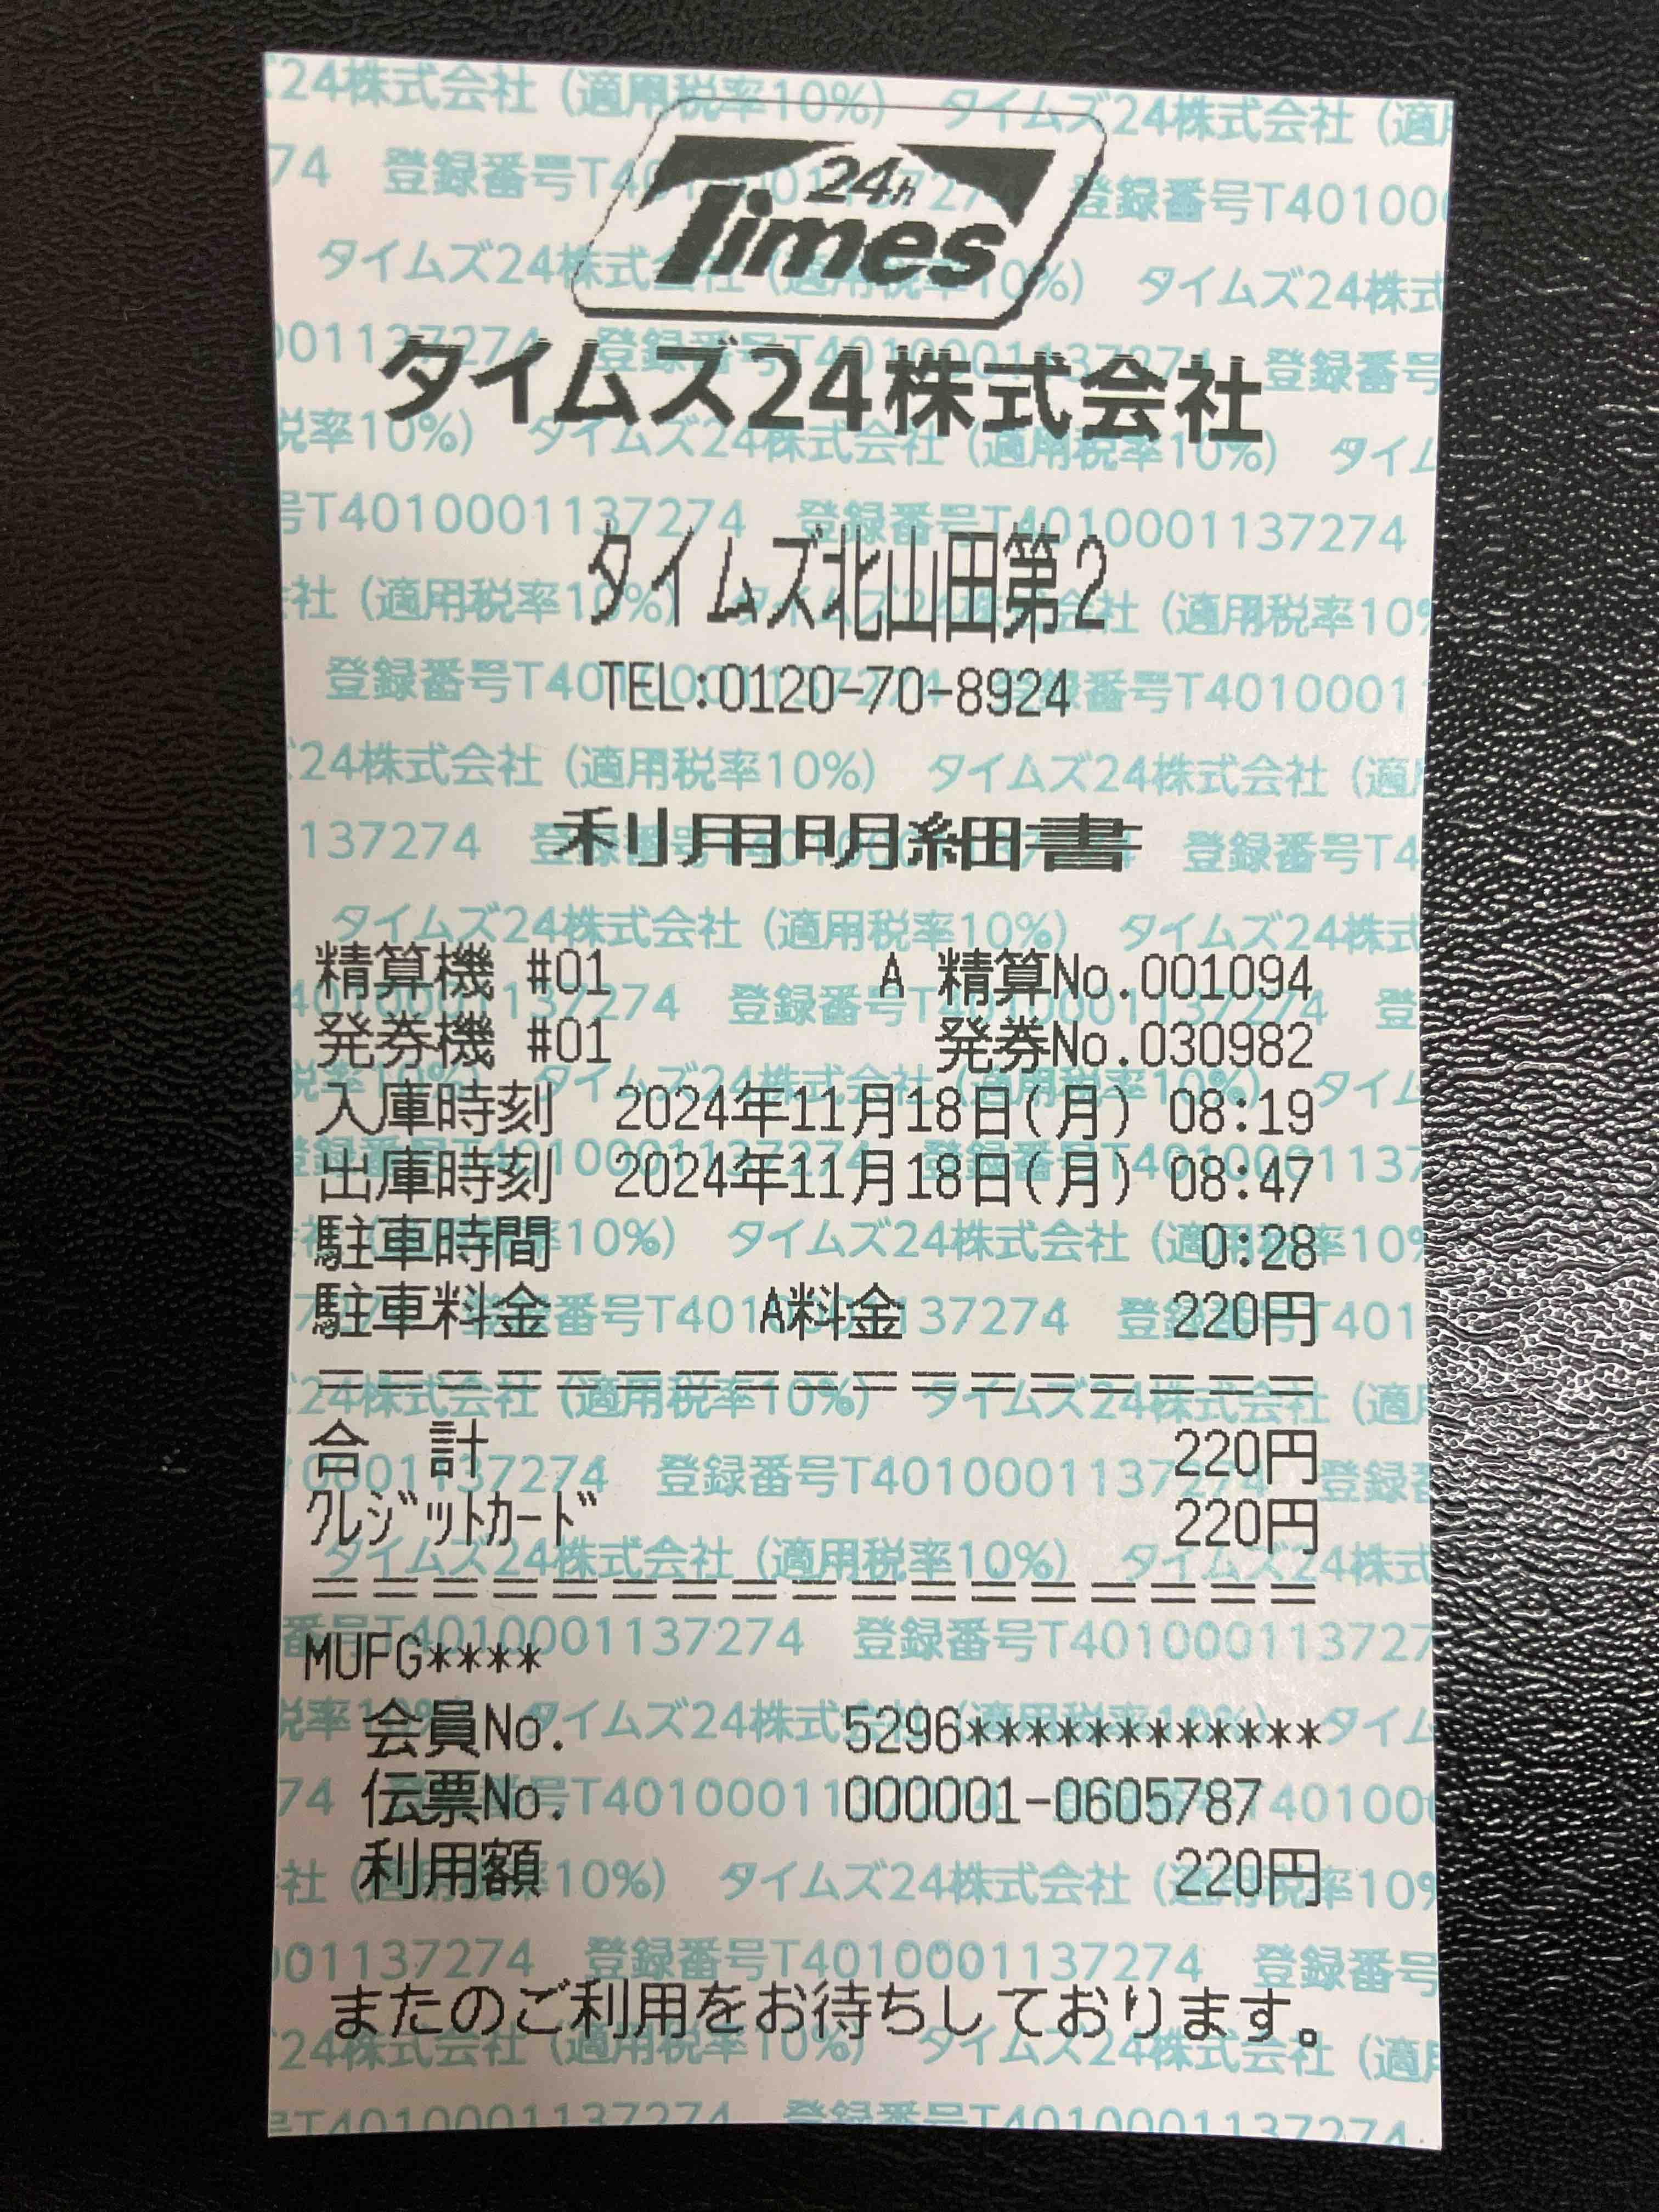 24h
Times
タイムズ24株式会社
タイムズ北山田第2
TEL:0120-70-8924
利用明細書
精算機 #01 A 精算No.001094
発券機 #01 発券No.030982
入庫時刻 2024年11月18日(月) 08:19
出庫時刻 2024年11月18日(月) 08:47
駐車時間 0:28
駐車料金 A料金 220円
====================
合 計 220円
クレジットカード 220円
====================
MUFG****
会員No. 5296************
伝票No. 000001-0605787
利用額 220円
またのご利用をお待ちしております。
タイムズ24株式会社 (適用税率10%)
登録番号T4010001137274